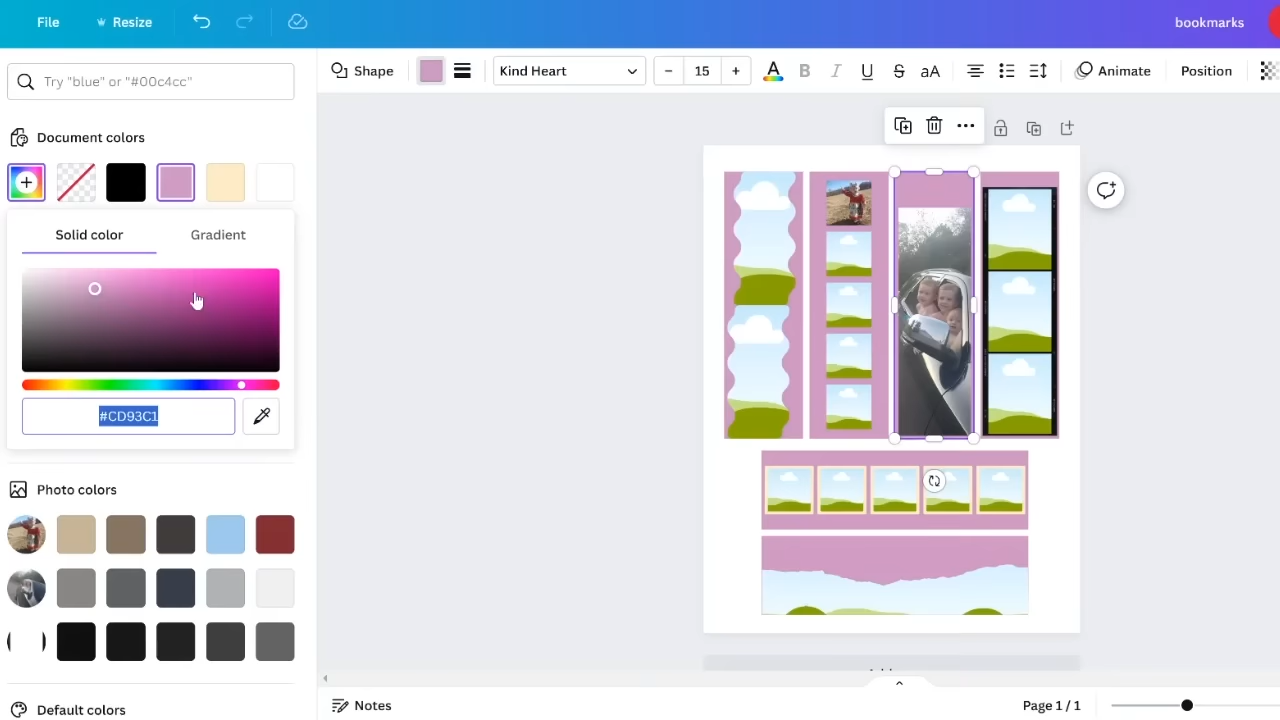 File
Resize
bookmarks
Try "blue" or "#00c4cc"
Shape
Kind Heart
15
aA
Animate
Position
Document colors
Solid color
Gradient
#CD93C1
Photo colors
Default colors
Notes
Page 1 / 1